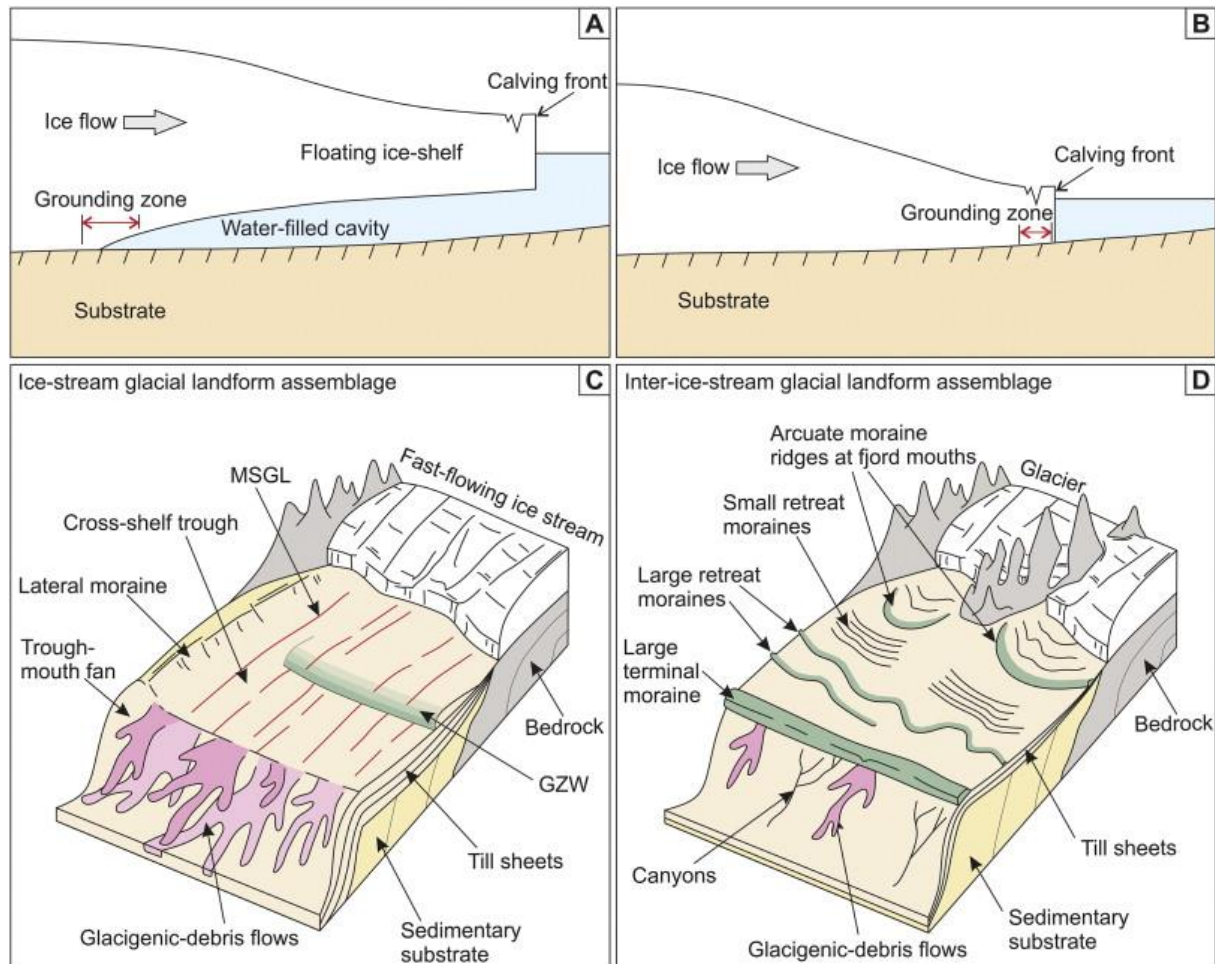 A
Calving front
Ice flow
Floating ice-shelf
Grounding zone
Water-filled cavity
Substrate
B
Calving front
Ice flow
Grounding zone
Substrate
Ice-stream glacial landform assemblage
C
Fast-flowing ice stream
MSGL
Cross-shelf trough
Lateral moraine
Trough-
mouth fan
Bedrock
GZW
Till sheets
Sedimentary
substrate
Glacigenic-debris flows
Inter-ice-stream glacial landform assemblage
D
Arcuate moraine
ridges at fjord mouths
Glacier
Small retreat
moraines
Large retreat
moraines
Large
terminal
moraine
Bedrock
Canyons
Till sheets
Glacigenic-debris flows
Sedimentary
substrate